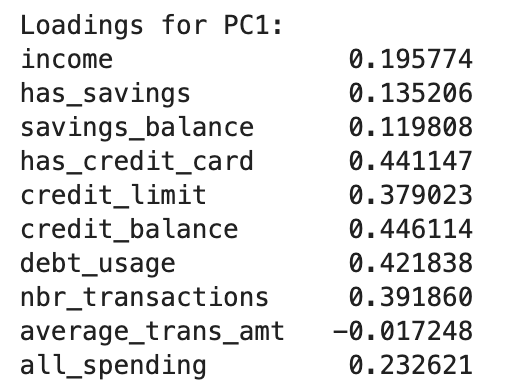 Loadings for PC1:
income 0.195774
has_savings 0.135206
savings_balance 0.119808
has_credit_card 0.441147
credit_limit 0.379023
credit_balance 0.446114
debt_usage 0.421838
nbr_transactions 0.391860
average_trans_amt -0.017248
all_spending 0.232621